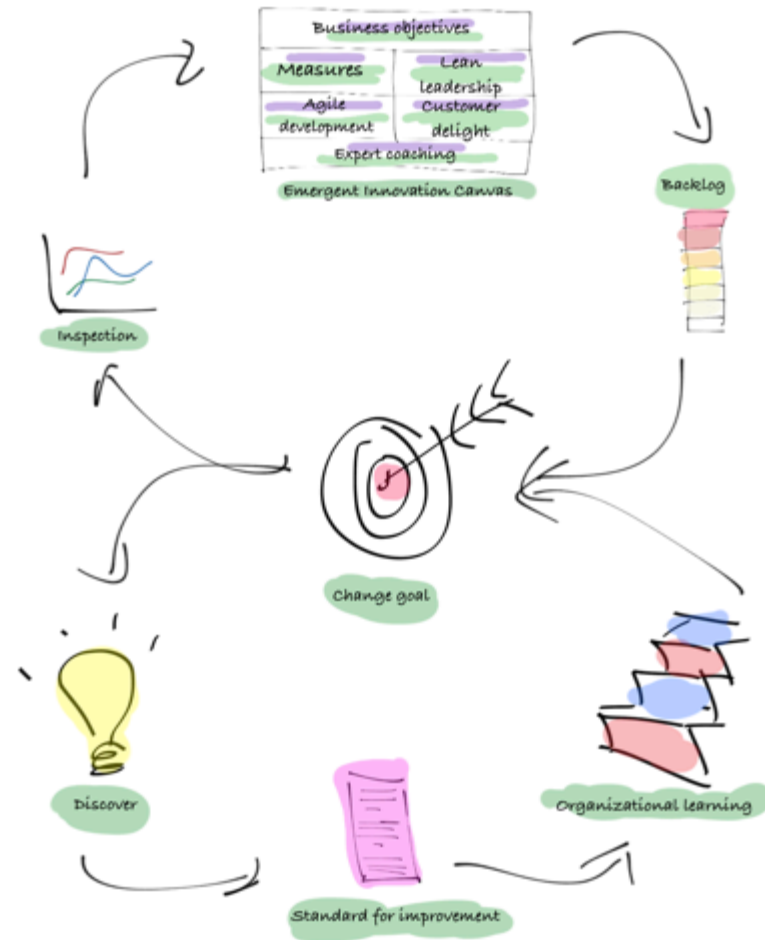 Business objectives
Measures
Lean
leadership
Agile
development
Customer
delight
Expert coaching
Emergent Innovation Canvas
Backlog
Inspection
Change goal
Discover
Organizational learning
Standard for improvement